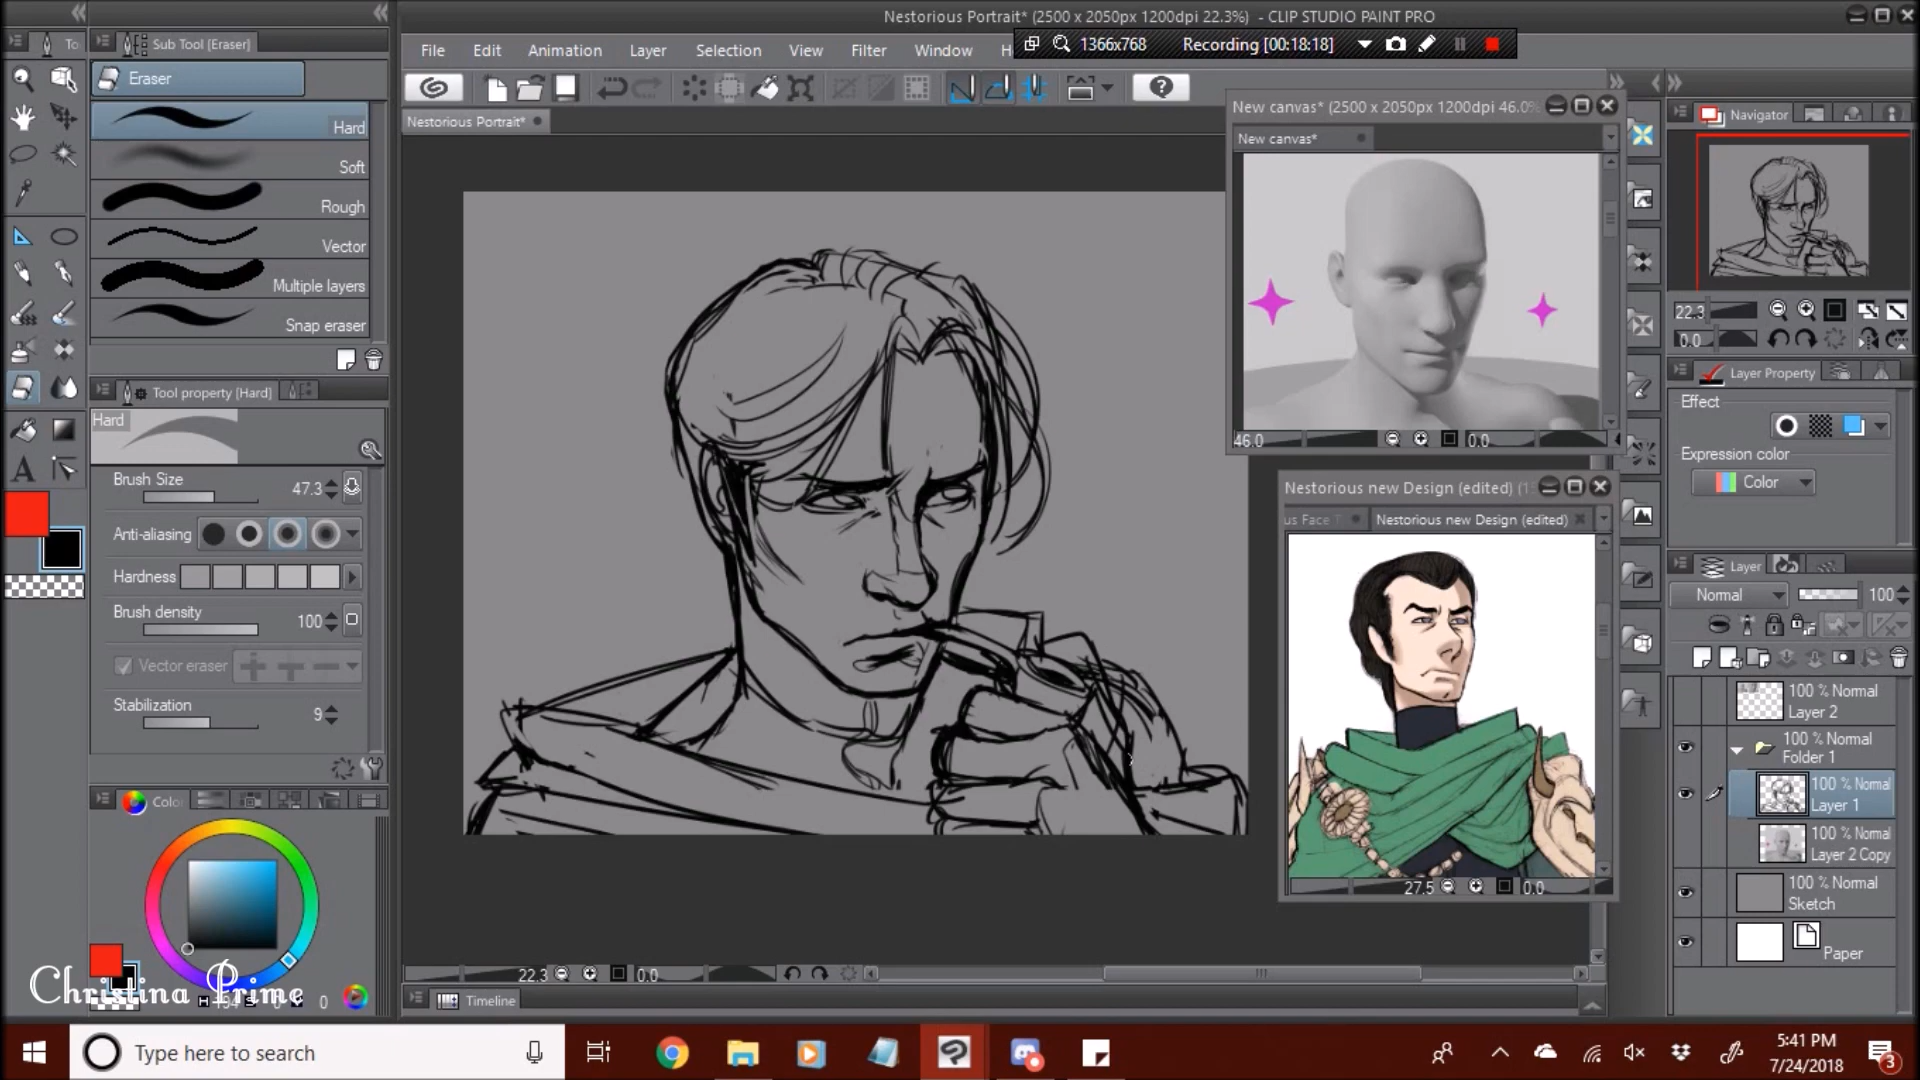 Nestorious Portrait* (2500 x 2050px 1200dpi 22.3%) - CLIP STUDIO PAINT PRO
To
Sub Tool [Eraser]
File Edit Animation Layer Selection View Filter Window H
1366x768 Recording [00:18:18]
Eraser
Hard
Soft
Rough
Vector
Multiple layers
Snap eraser
Nestorious Portrait*
New canvas* (2500 x 2050px 1200dpi 46.0%
New canvas*
46.0 0.0
Navigator
22.3
0.0
Tool property [Hard]
Hard
Brush Size 47.3
Anti-aliasing
Hardness
Brush density 100
Vector eraser
Stabilization 9
Layer Property
Effect
Expression color
Color
Nestorious new Design (edited)
us Face Nestorious new Design (edited)
27.5 0.0
Layer
Normal 100
100 % Normal
Layer 2
100 % Normal
Folder 1
100 % Normal
Layer 1
100 % Normal
Layer 2 Copy
100 % Normal
Sketch
Paper
Colo
Christina Prime
22.3 0.0
Timeline
Type here to search
5:41 PM
7/24/2018
3